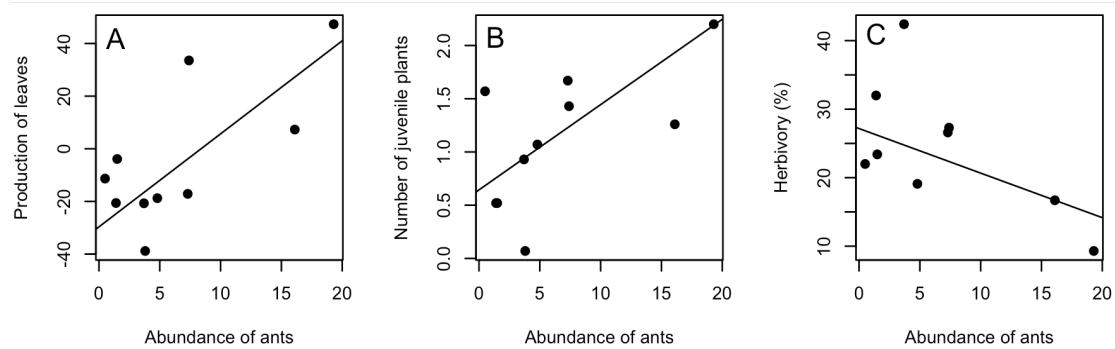 A
Production of leaves
40
20
0
-20
-40
0 5 10 15 20
Abundance of ants
B
Number of juvenile plants
2.0
1.5
1.0
0.5
0.0
0 5 10 15 20
Abundance of ants
C
Herbivory (%)
40
30
20
10
0 5 10 15 20
Abundance of ants